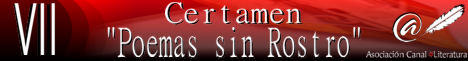 VII
Certamen
"Poemas sin Rostro"
@
Asociación Canal #Literatura